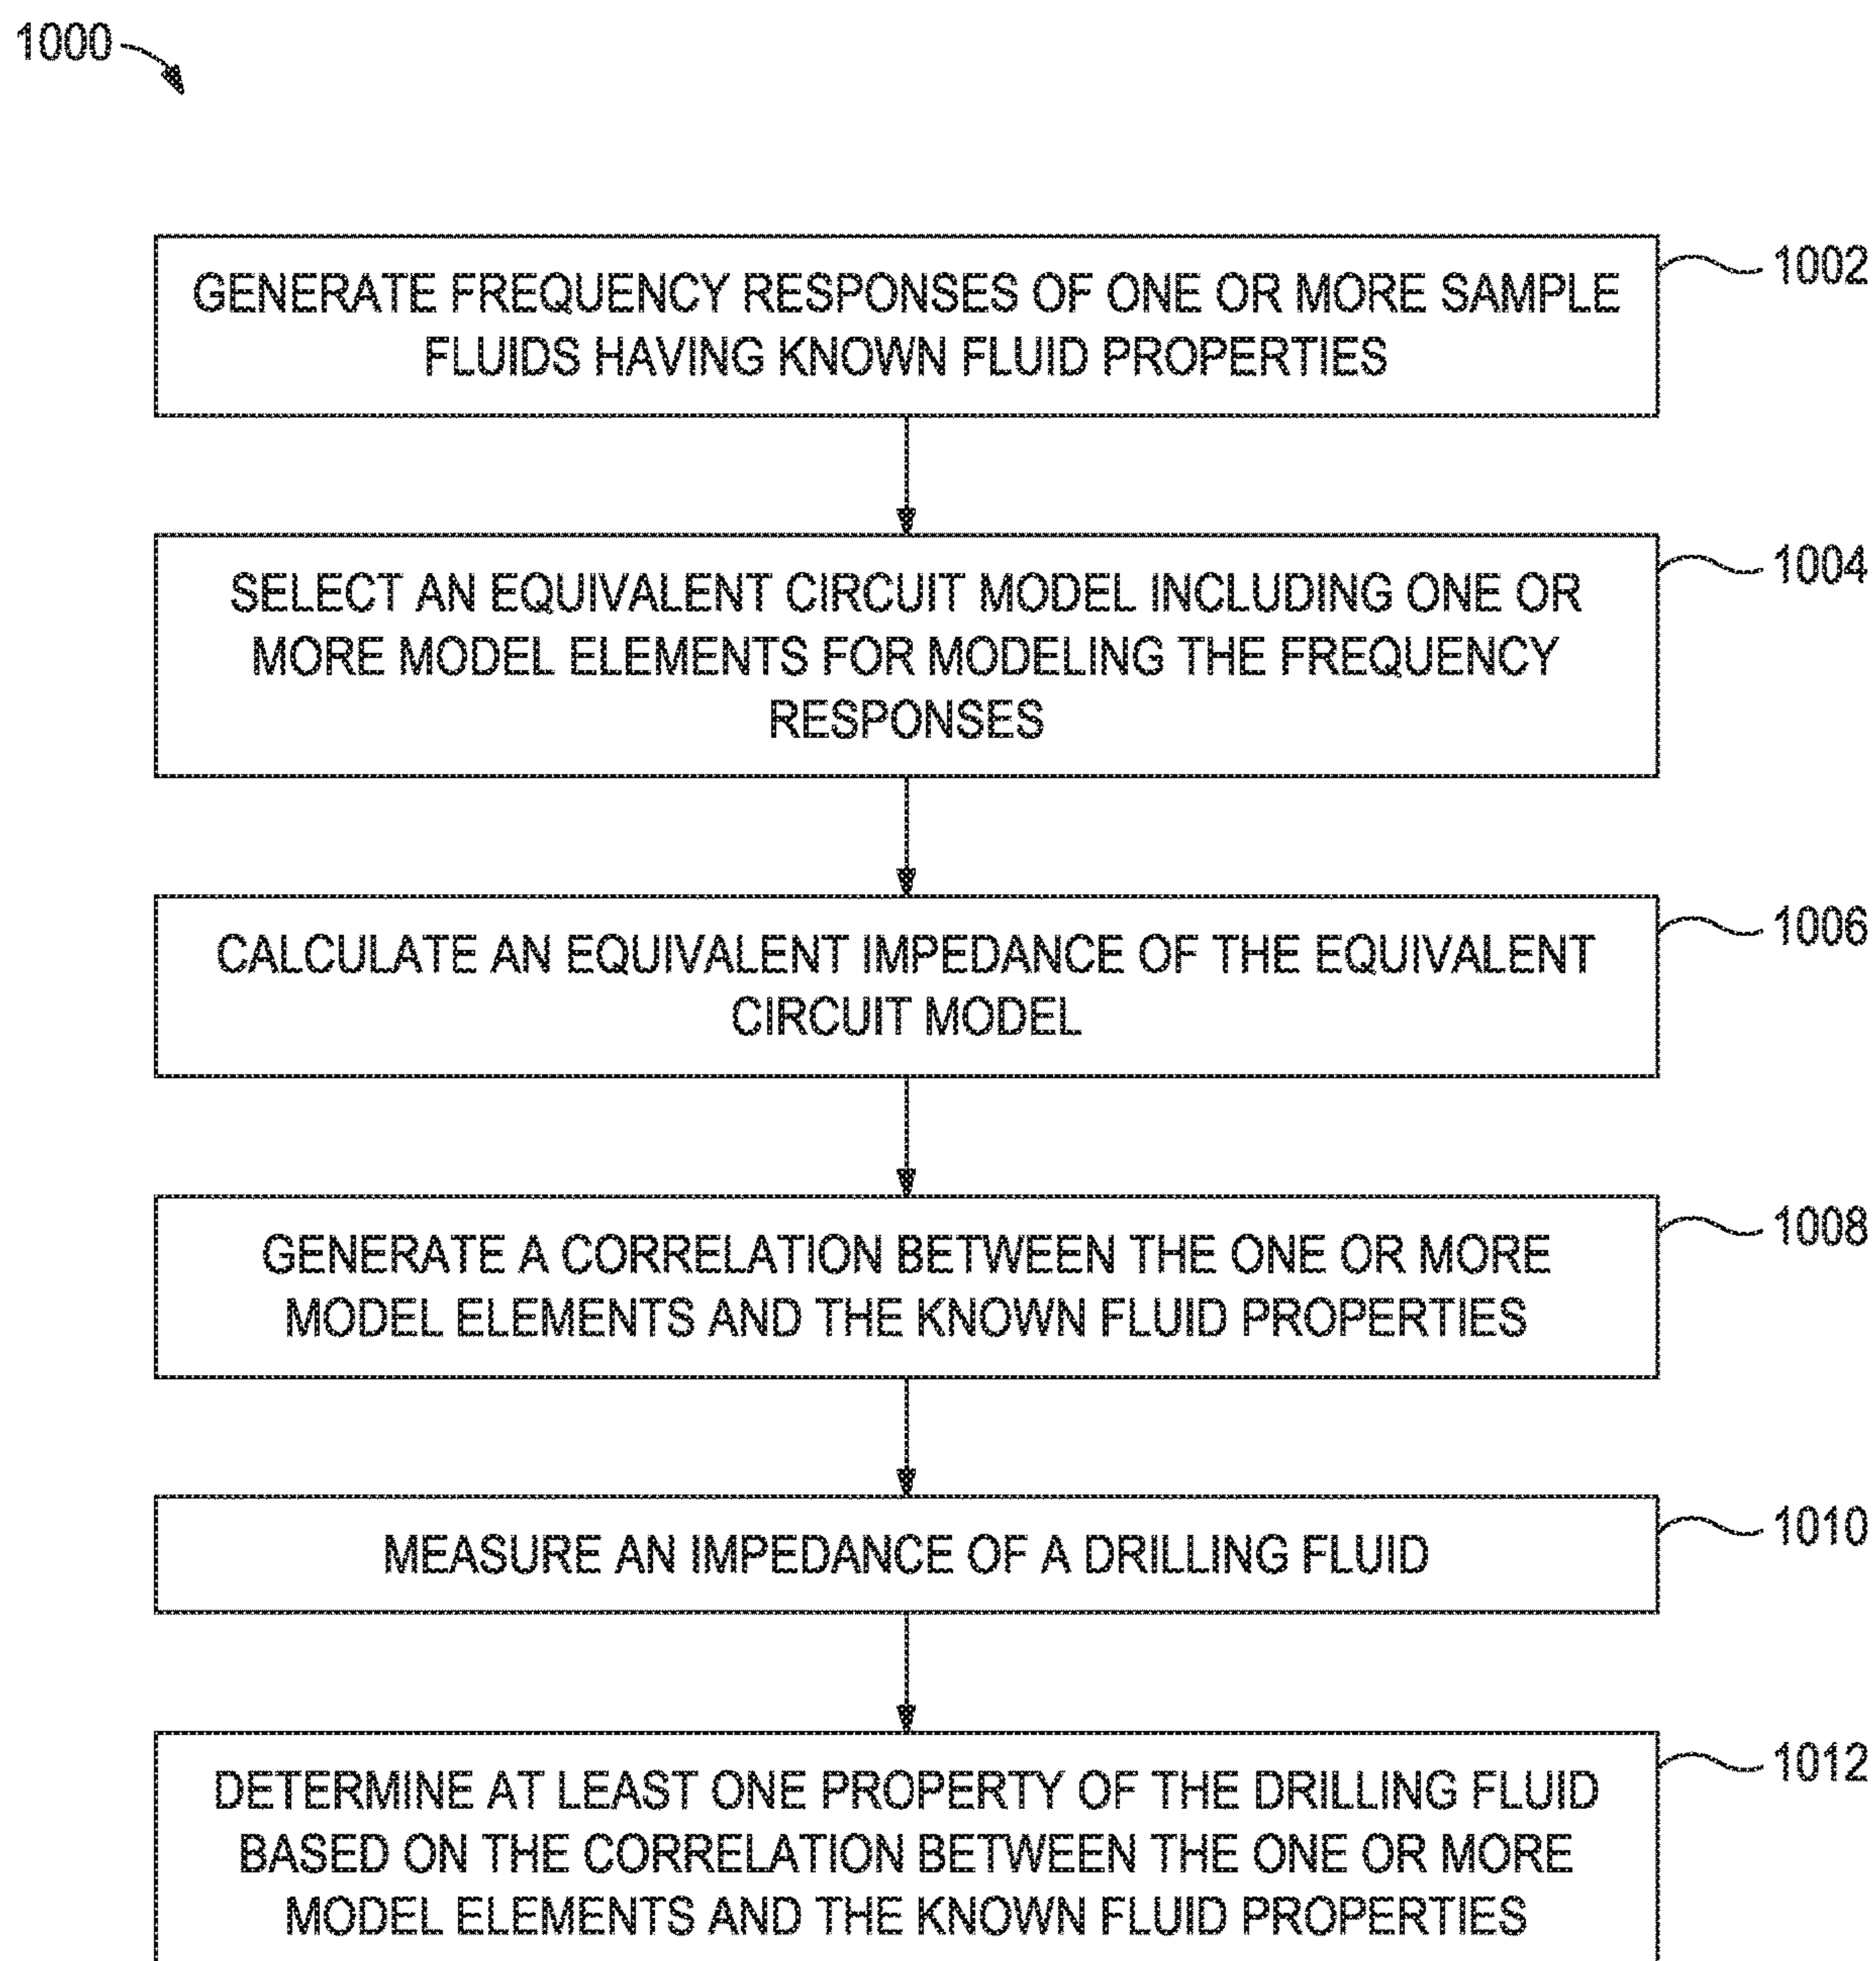 1000
GENERATE FREQUENCY RESPONSES OF ONE OR MORE SAMPLE
FLUIDS HAVING KNOWN FLUID PROPERTIES
1002
SELECT AN EQUIVALENT CIRCUIT MODEL INCLUDING ONE OR
MORE MODEL ELEMENTS FOR MODELING THE FREQUENCY
RESPONSES
1004
CALCULATE AN EQUIVALENT IMPEDANCE OF THE EQUIVALENT
CIRCUIT MODEL
1006
GENERATE A CORRELATION BETWEEN THE ONE OR MORE
MODEL ELEMENTS AND THE KNOWN FLUID PROPERTIES
1008
MEASURE AN IMPEDANCE OF A DRILLING FLUID
1010
DETERMINE AT LEAST ONE PROPERTY OF THE DRILLING FLUID
BASED ON THE CORRELATION BETWEEN THE ONE OR MORE
MODEL ELEMENTS AND THE KNOWN FLUID PROPERTIES
1012